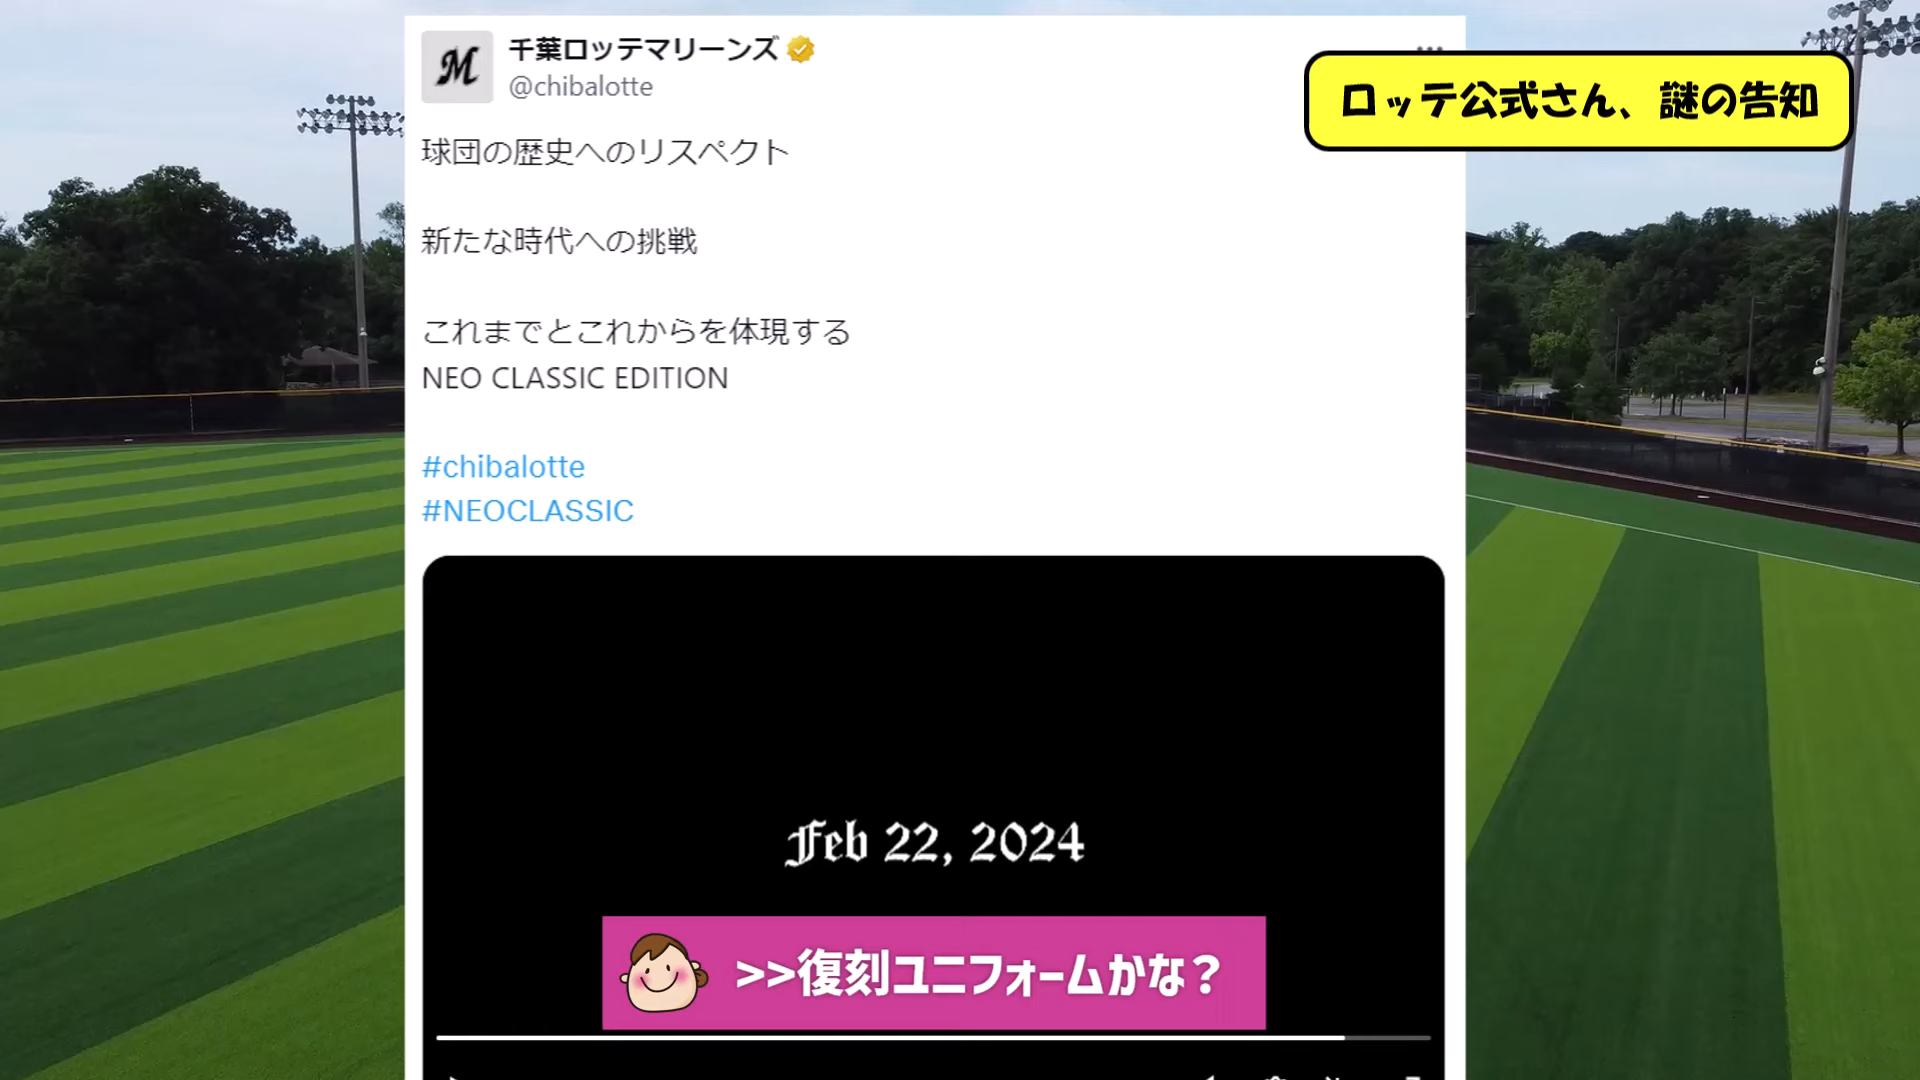 千葉ロッテマリーンズ
@chibalotte
ロッテ公式さん、謎の告知
球団の歴史へのリスペクト
新たな時代への挑戦
これまでとこれからを体現する
NEO CLASSIC EDITION
#chibalotte
#NEOCLASSIC
Feb 22, 2024
>>復刻ユニフォームかな？